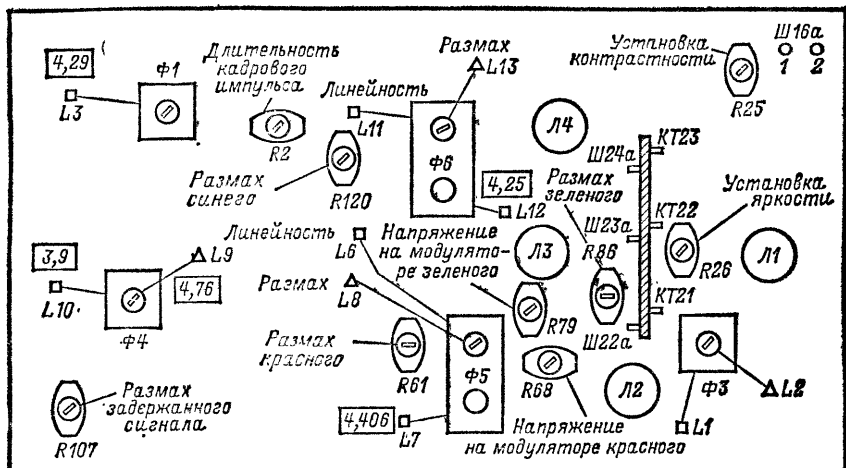 4,29
Ф1
L3
Длительность
кадрового
импульса
R2
Линейность
L11
Размах
L13
Ф6
Размах
синего
R120
4,25
L12
Л4
Установка
контрастности
R25
Ш16а
1 2
Ш24а
КТ23
Размах
зеленого
Ш23а
КТ22
Установка
яркости
R26
Л1
3,9
L10
L9
4,76
Ф4
Линейность
L6
Напряжение
на модулято-
ре зеленого
Л3
R86
Размах
L8
R79
КТ21
Ш22а
Размах
красного
R61
Ф5
R68
Л2
Ф3
L2
L1
Размах
задержанного
сигнала
R107
4,406
L7
Напряжение
на модуляторе красного